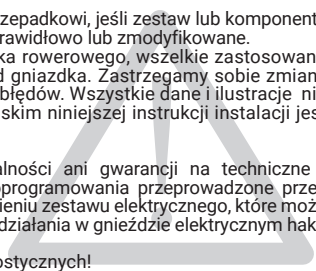 zepadkowi, jeśli zestaw lub komponent
rawidłowo lub zmodyfikowane.
ka rowerowego, wszelkie zastosowan
d gniazdka. Zastrzegamy sobie zmian
błędów. Wszystkie dane i ilustracje ni
skim niniejszej instrukcji instalacji jes
alności ani gwarancji na techniczne
oprogramowania przeprowadzone prze
ieniu zestawu elektrycznego, które moż
działania w gnieździe elektrycznym hak
ostycznych!